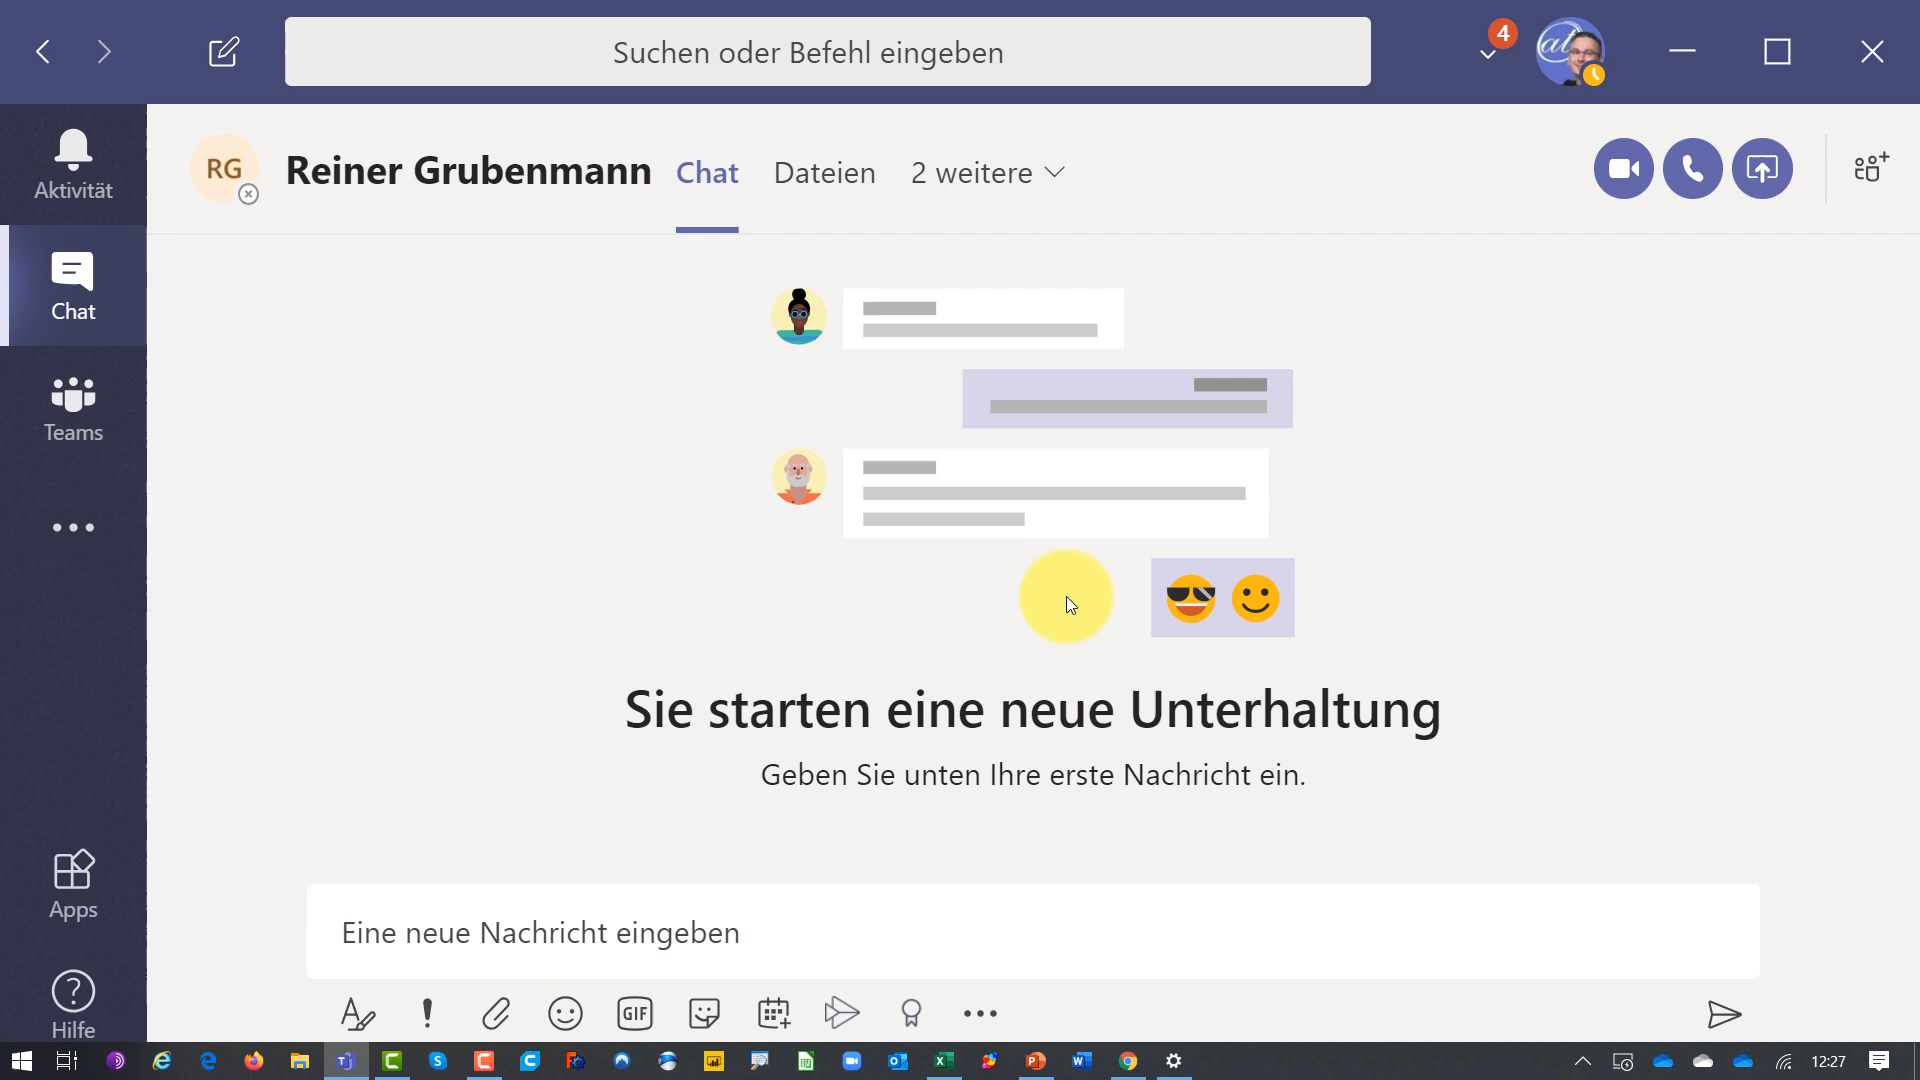 Suchen oder Befehl eingeben
4
at
Aktivität
RG
Reiner Grubenmann
Chat
Dateien
2 weitere
Chat
Teams
Sie starten eine neue Unterhaltung
Geben Sie unten Ihre erste Nachricht ein.
Apps
Eine neue Nachricht eingeben
Hilfe
GIF
12:27